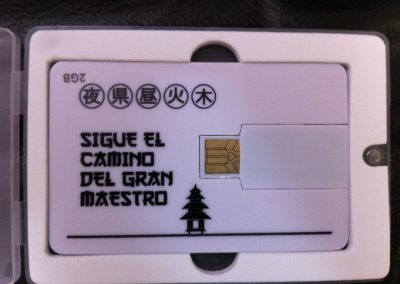 2GB
夜 県 昼 火 木
SIGUE EL
CAMINO
DEL GRAN
MAESTRO